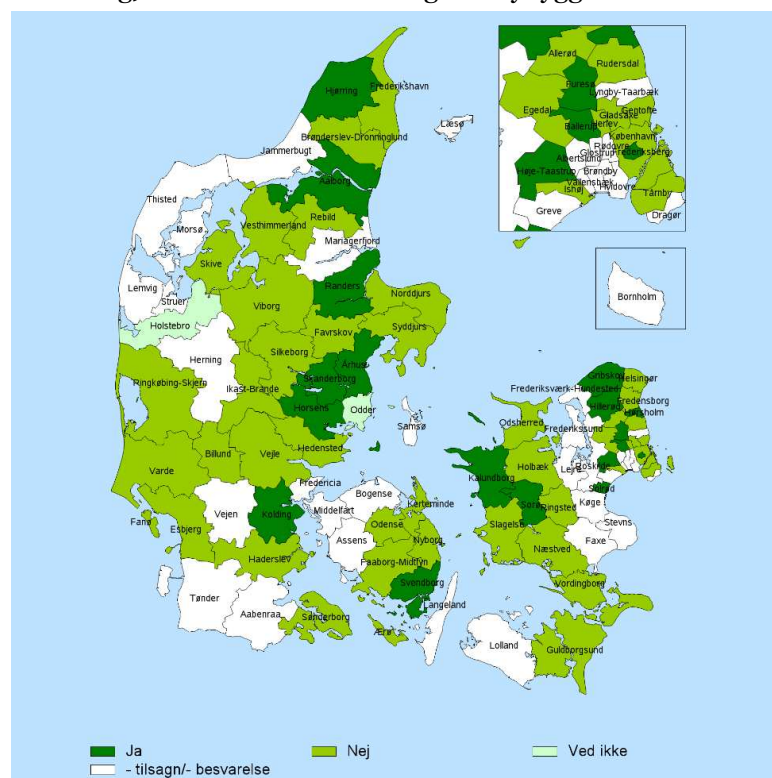 Hjørring
Frederikshavn
Læsø
Brønderslev-Dronninglund
Jammerbugt
Aalborg
Thisted
Vesthimmerland
Rebild
Morsø
Mariagerfjord
Skive
Lemvig
Struer
Randers
Norddjurs
Viborg
Holstebro
Favrskov
Syddjurs
Silkeborg
Herning
Århus
Skanderborg
Ringkøbing-Skjern
Ikast-Brande
Horsens
Odder
Samsø
Hedensted
Billund
Vejle
Varde
Fredericia
Vejen
Kolding
Middelfart
Bogense
Kerteminde
Fanø
Esbjerg
Assens
Odense
Nyborg
Haderslev
Faaborg-Midtfyn
Svendborg
Langeland
Tønder
Aabenraa
Sønderborg
Ærø
Allerød
Rudersdal
Furesø
Lyngby-Taarbæk
Egedal
Gentofte
Gladsaxe
Ballerup
Herlev
København
Rødovre
Glostrup
Frederiksberg
Albertslund
Høje-Taastrup
Brøndby
Vallensbæk
Hvidovre
Ishøj
Tårnby
Greve
Dragør
Bornholm
Gribskov
Helsingør
Frederiksværk-Hundested
Fredensborg
Hillerød
Hørsholm
Odsherred
Frederikssund
Holbæk
Lejre
Roskilde
Kalundborg
Solrød
Sorø
Ringsted
Køge
Slagelse
Stevns
Næstved
Faxe
Vordingborg
Lolland
Guldborgsund
Ja
Nej
Ved ikke
- tilsagn/- besvarelse